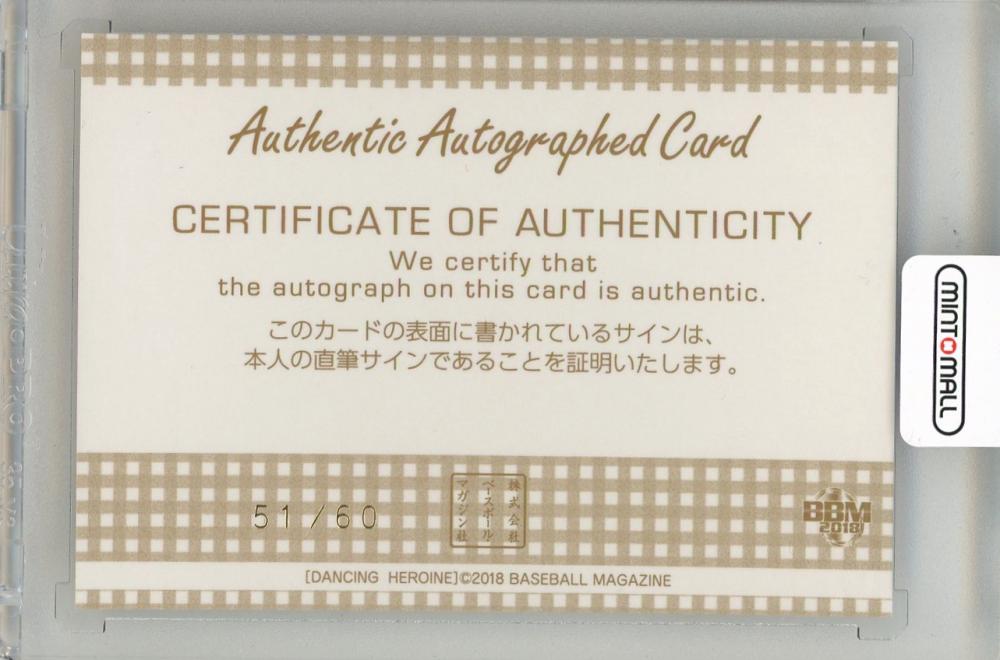 Authentic Autographed Card
CERTIFICATE OF AUTHENTICITY
We certify that
the autograph on this card is authentic.
このカードの表面に書かれているサインは、
本人の直筆サインであることを証明いたします。
MINTOMALL
51/60
株式会社
ベースボール
マガジン社
BBM
2018
[DANCING HEROINE]©2018 BASEBALL MAGAZINE